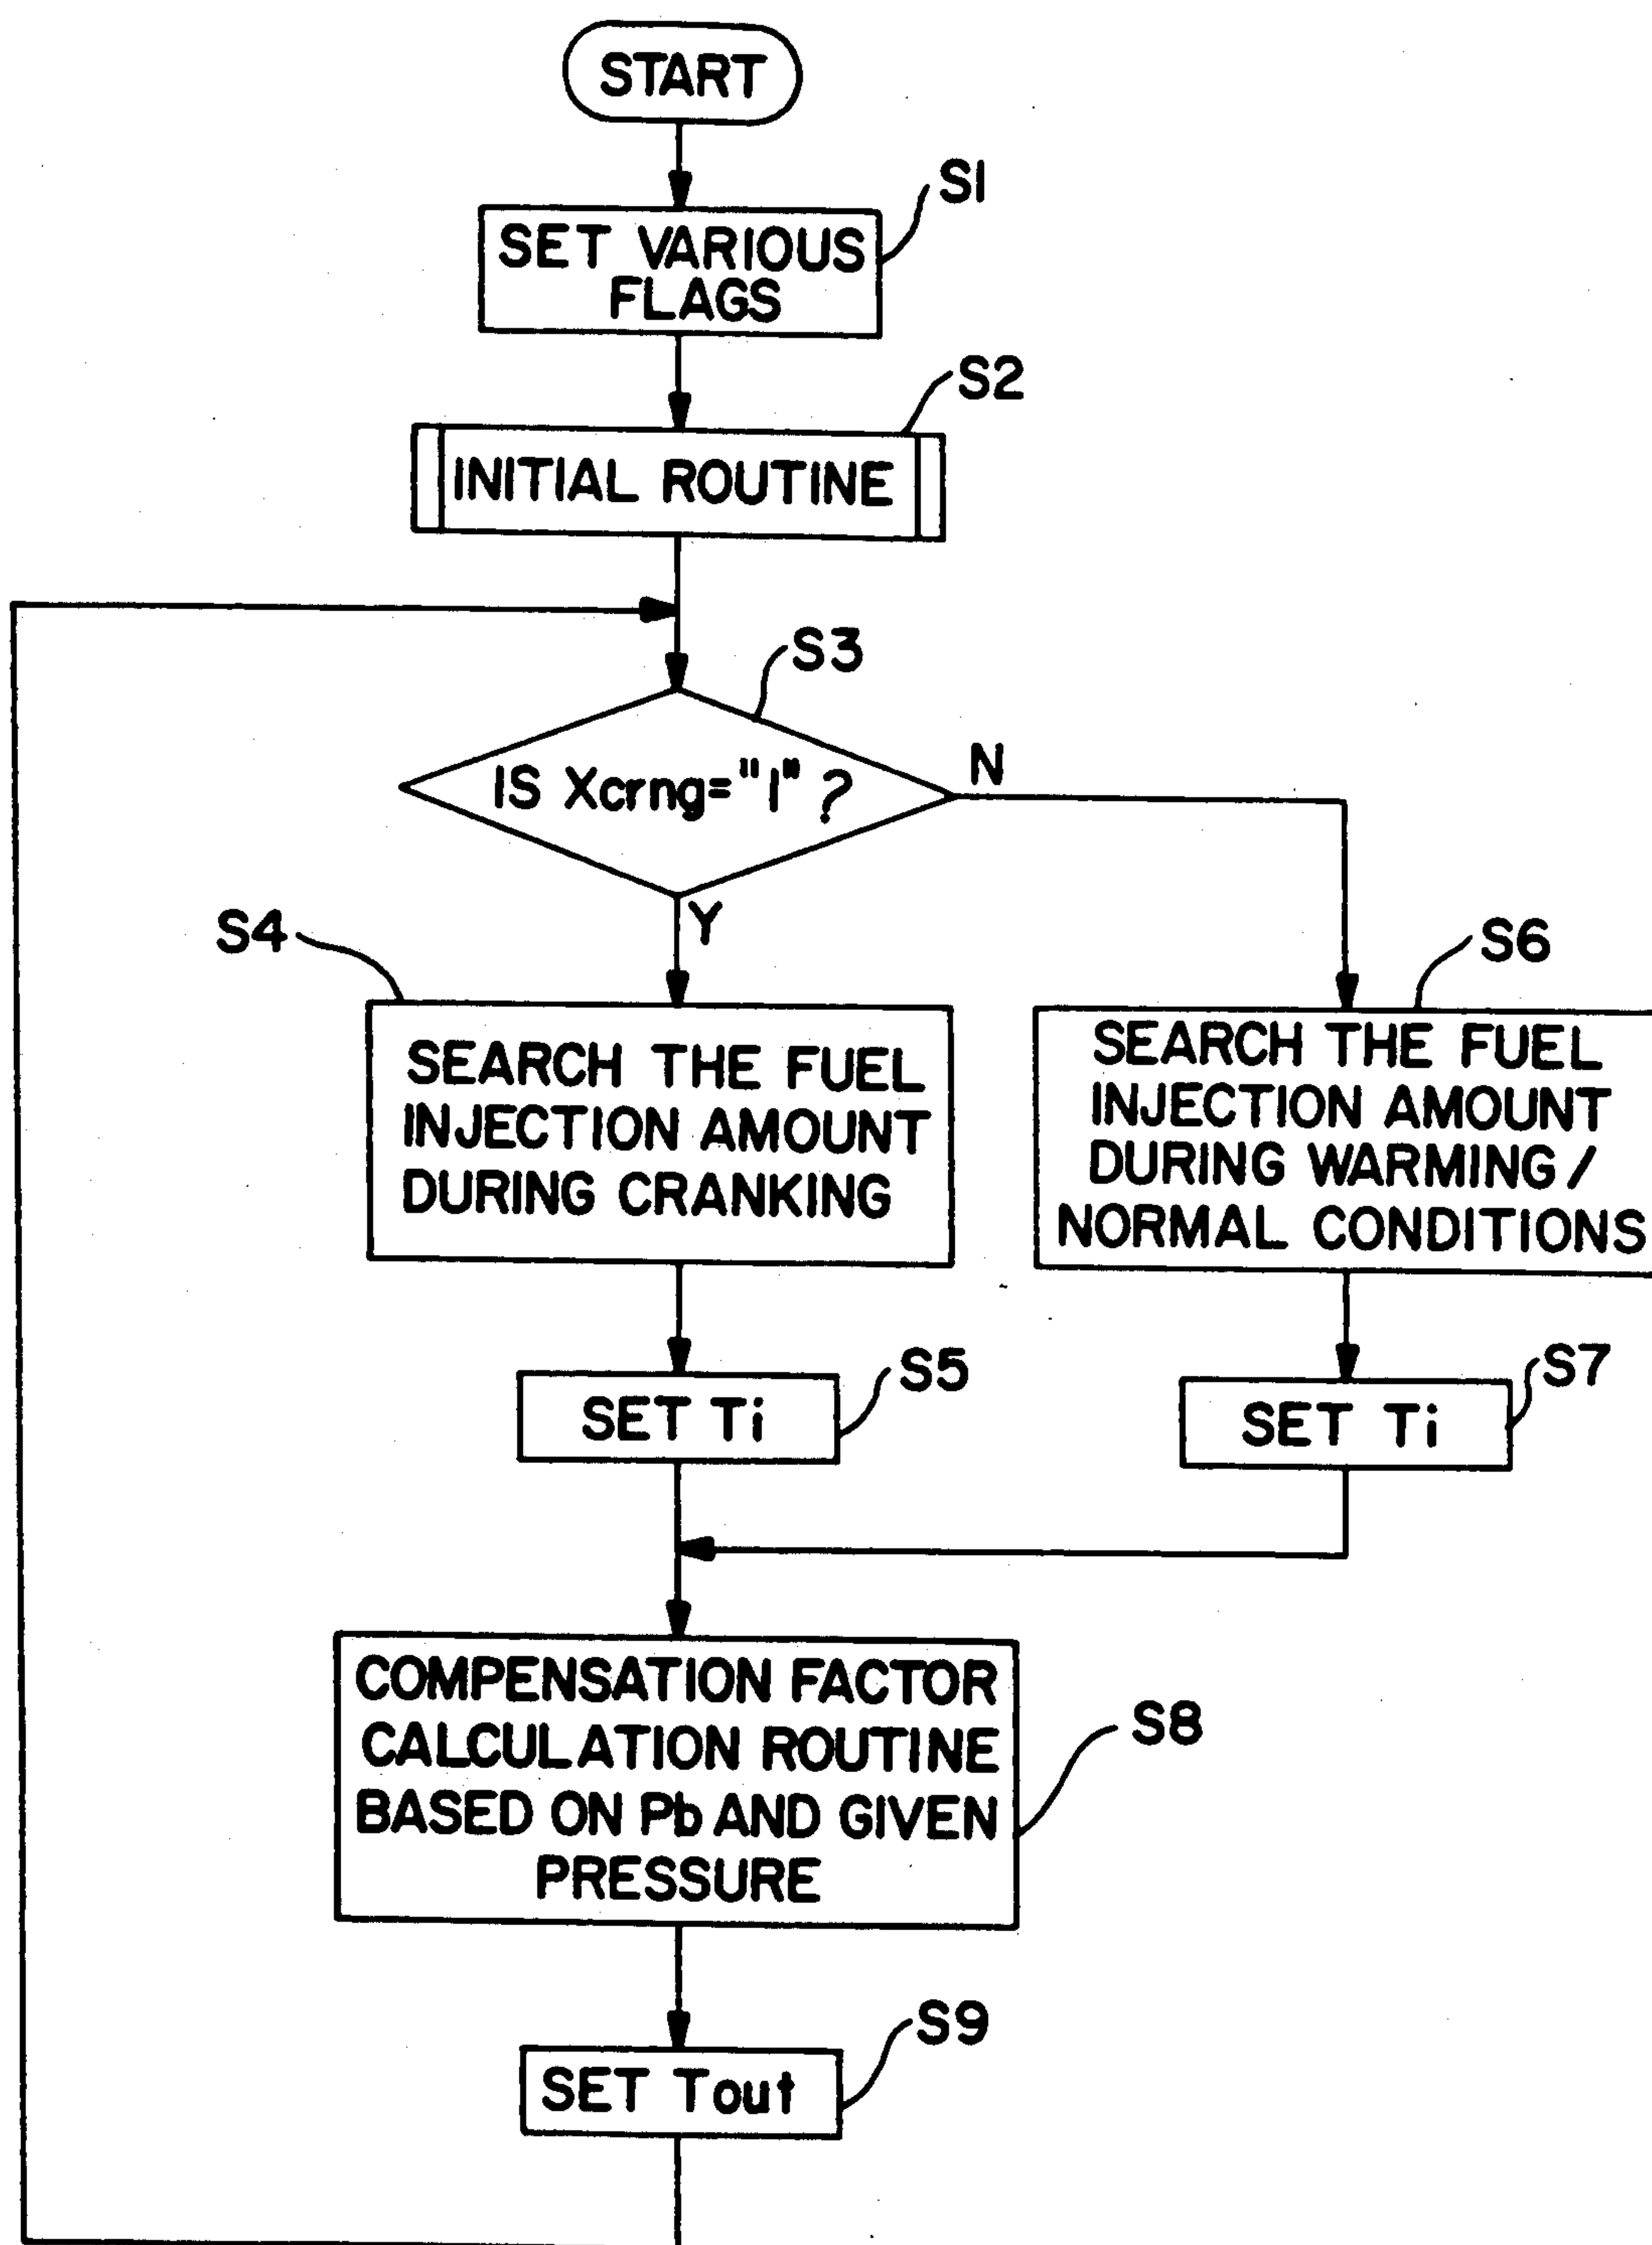 START
S1
SET VARIOUS
FLAGS
S2
INITIAL ROUTINE
S3
IS Xcrng="1" ?
N
Y
S4
SEARCH THE FUEL
INJECTION AMOUNT
DURING CRANKING
S6
SEARCH THE FUEL
INJECTION AMOUNT
DURING WARMING/
NORMAL CONDITIONS
S5
SET Ti
S7
SET Ti
COMPENSATION FACTOR
CALCULATION ROUTINE
BASED ON Pb AND GIVEN
PRESSURE
S8
S9
SET Tout